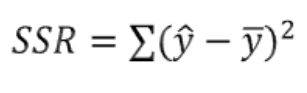 SSR = ∑(ŷ − y̅)²